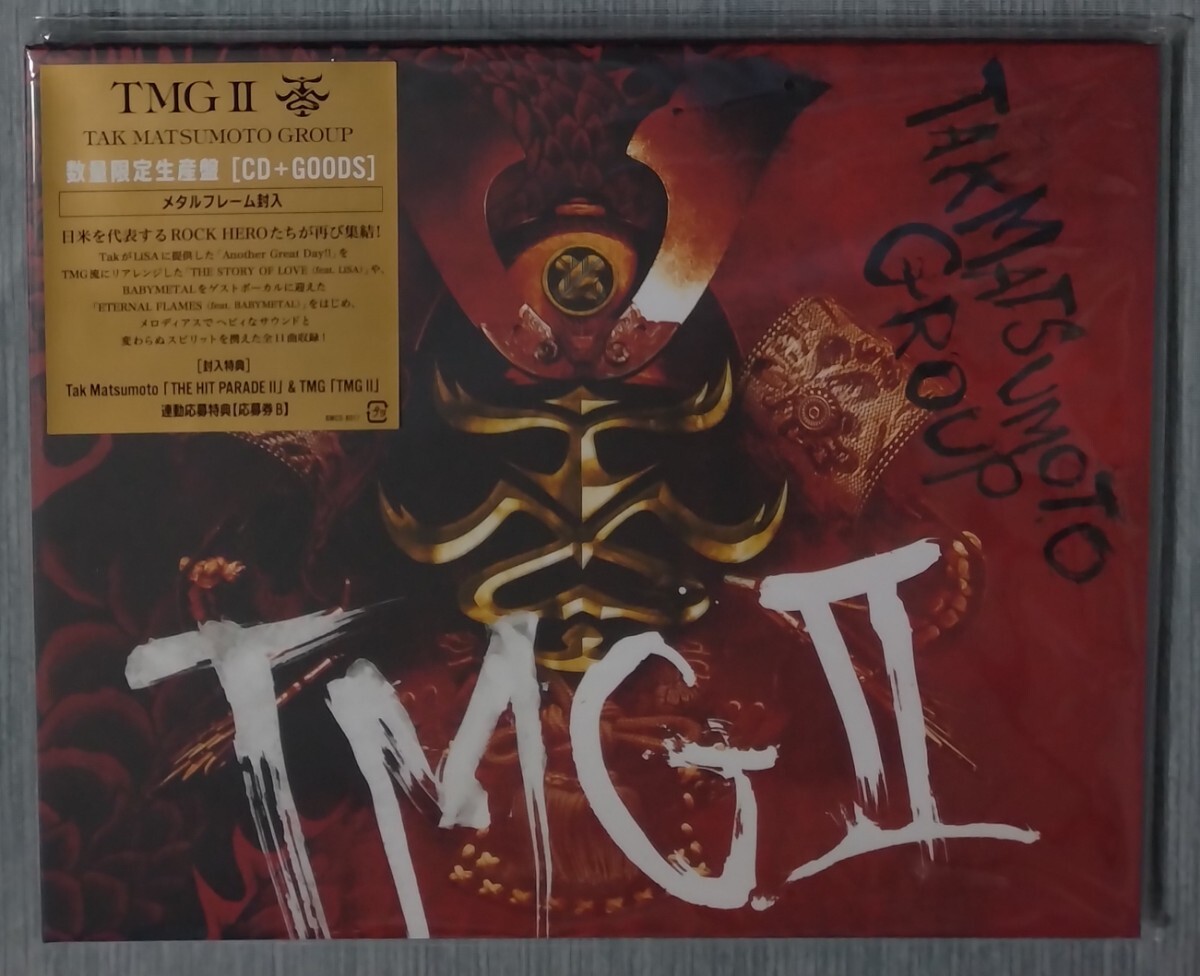 TMG II
TAK MATSUMOTO GROUP
数量限定生産盤 [CD+GOODS]
メタルフレーム封入
日米を代表するROCK HEROたちが再び集結!
TakがLiSAに提供した「Another Great Day!!」を
TMG流にリアレンジした「THE STORY OF LOVE (feat. LiSA)」や、
BABYMETALをゲストボーカルに迎えた
「ETERNAL FLAMES (feat. BABYMETAL)」をはじめ、
メロディアスでヘビィなサウンドと
変わらぬスピリットを携えた全11曲収録!
[封入特典]
Tak Matsumoto「THE HIT PARADE II」& TMG「TMG II」
連動応募特典【応募券B】
TAK MATSUMOTO
GROUP
TMG II